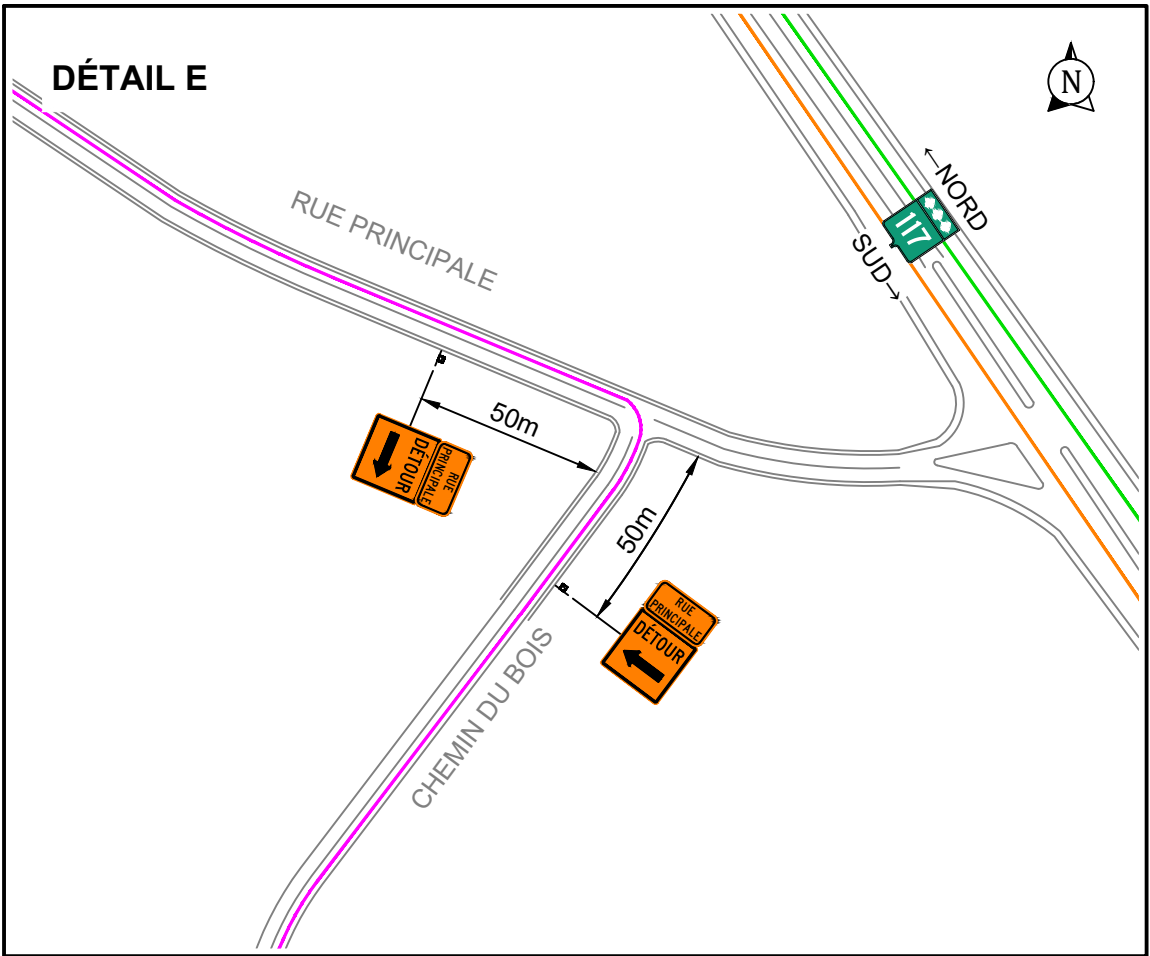 DÉTAIL E
N
RUE PRINCIPALE
←NORD
117
SUD→
50m
RUE
PRINCIPALE
DÉTOUR
50m
RUE
PRINCIPALE
DÉTOUR
CHEMIN DU BOIS